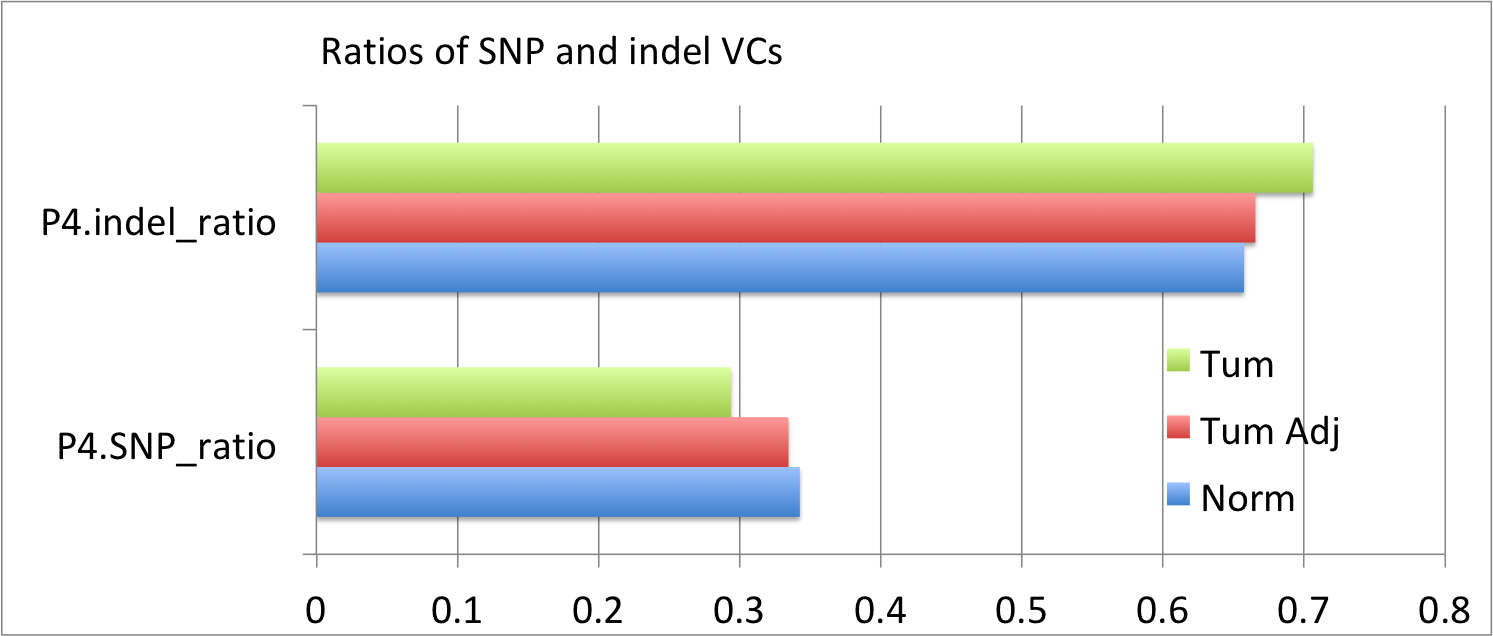 Ratios of SNP and indel VCs
P4.indel_ratio
P4.SNP_ratio
Tum
Tum Adj
Norm
0 0.1 0.2 0.3 0.4 0.5 0.6 0.7 0.8